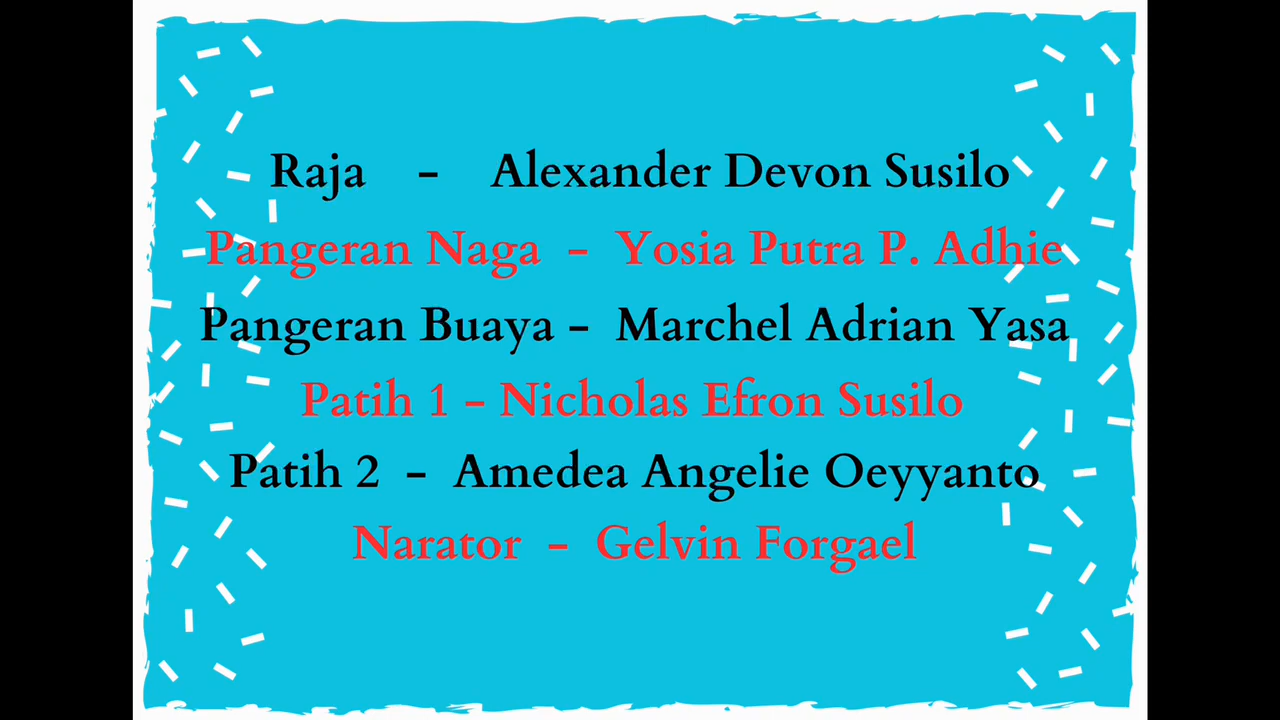 Raja - Alexander Devon Susilo
Pangeran Naga - Yosia Putra P. Adhie
Pangeran Buaya - Marchel Adrian Yasa
Patih 1 - Nicholas Efron Susilo
Patih 2 - Amedea Angelie Oeyyanto
Narator - Gelvin Forgael